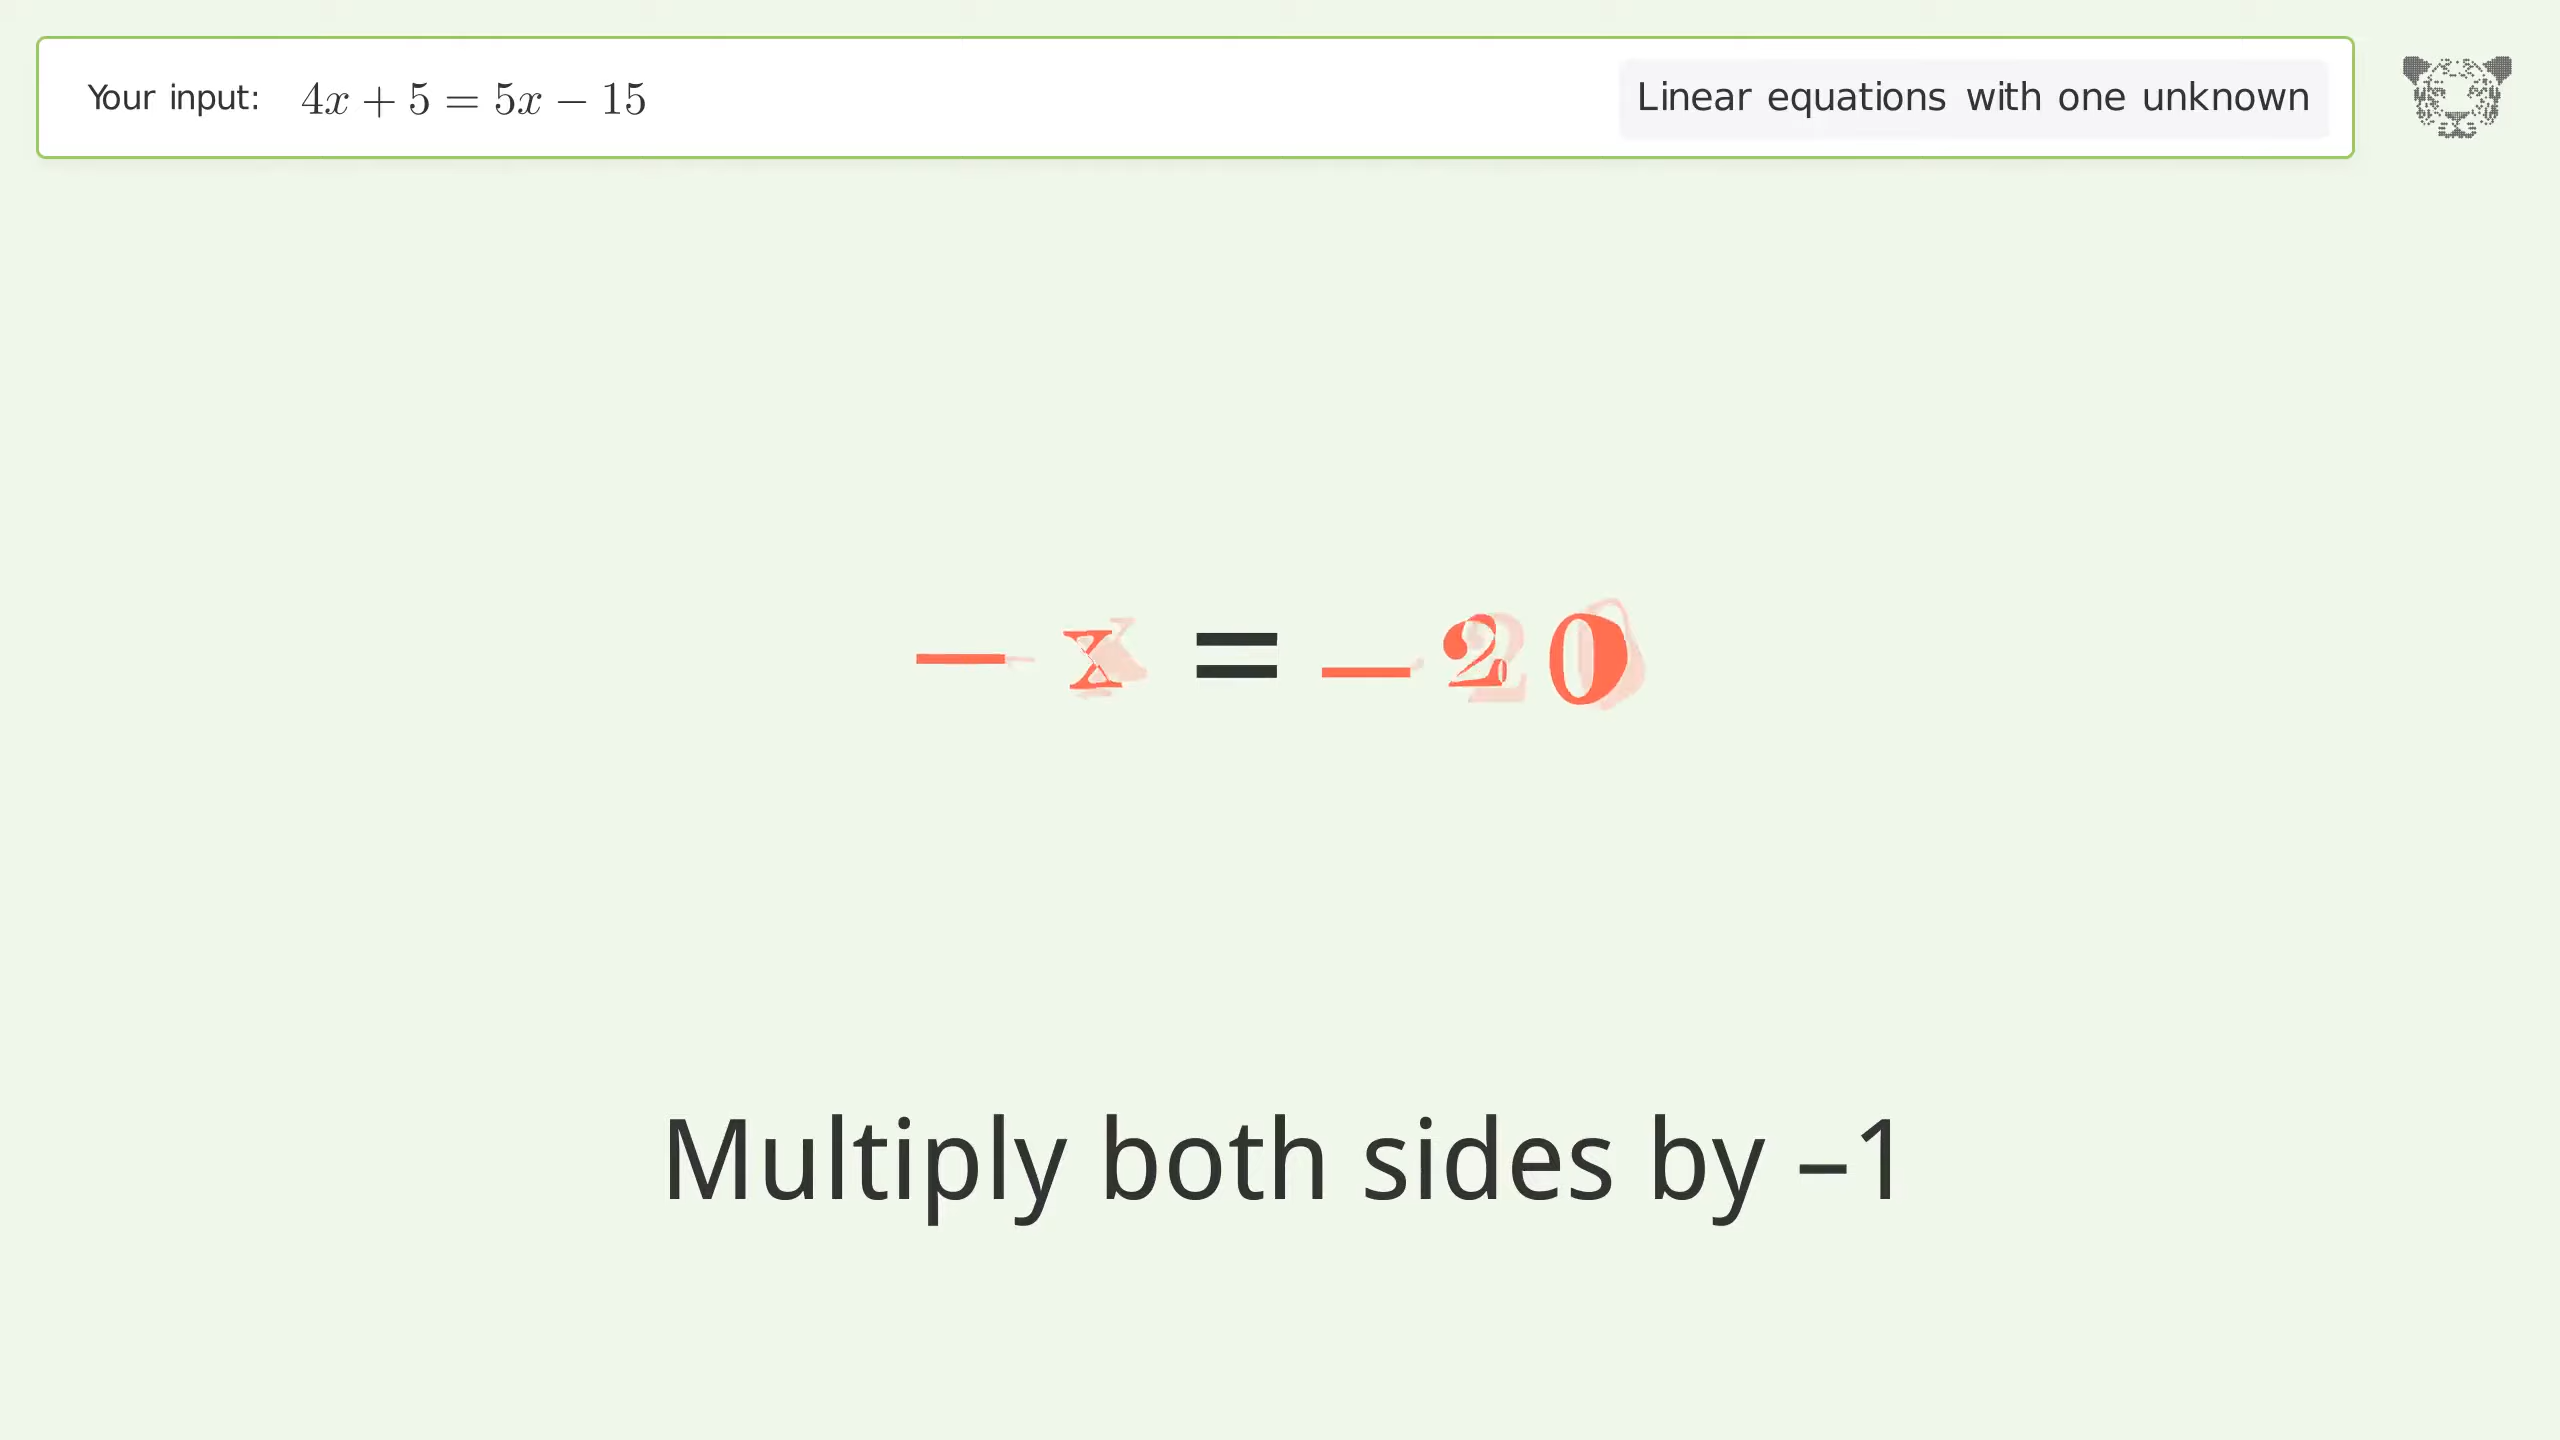 Your input: 4x + 5 = 5x − 15
Linear equations with one unknown
− x = − 20
Multiply both sides by –1